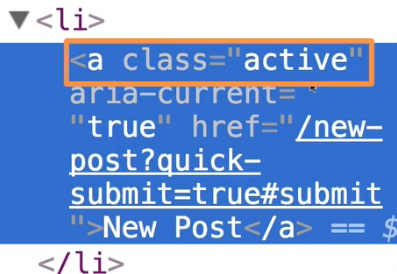 ▼<li>
<a class="active"
aria-current=
"true" href="/new-
post?quick-
submit=true#submit
">New Post</a> == $
</li>